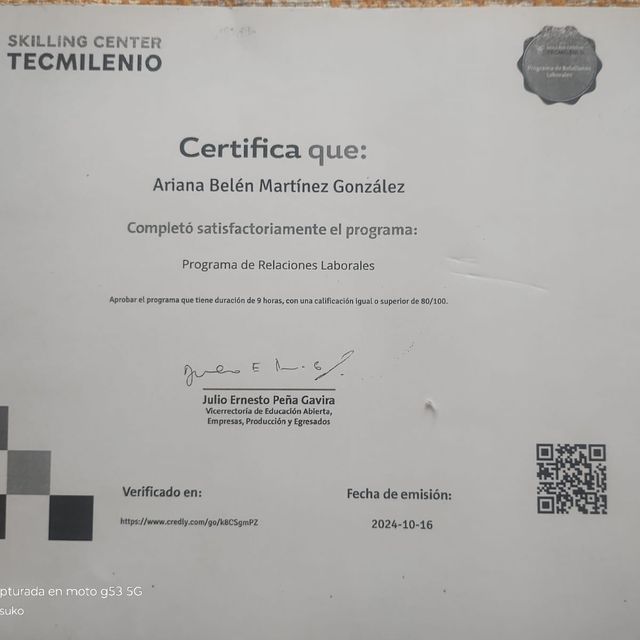 SKILLING CENTER
TECMILENIO
Programa de Relaciones
Laborales
Certifica que:
Ariana Belén Martínez González
Completó satisfactoriamente el programa:
Programa de Relaciones Laborales
Aprobar el programa que tiene duración de 9 horas, con una calificación igual o superior de 80/100.
Julio Ernesto Peña Gavira
Vicerrectoría de Educación Abierta,
Empresas, Producción y Egresados
Verificado en:
https://www.credly.com/go/k8CSgmPZ
Fecha de emisión:
2024-10-16
pturada en moto g53 5G
suko